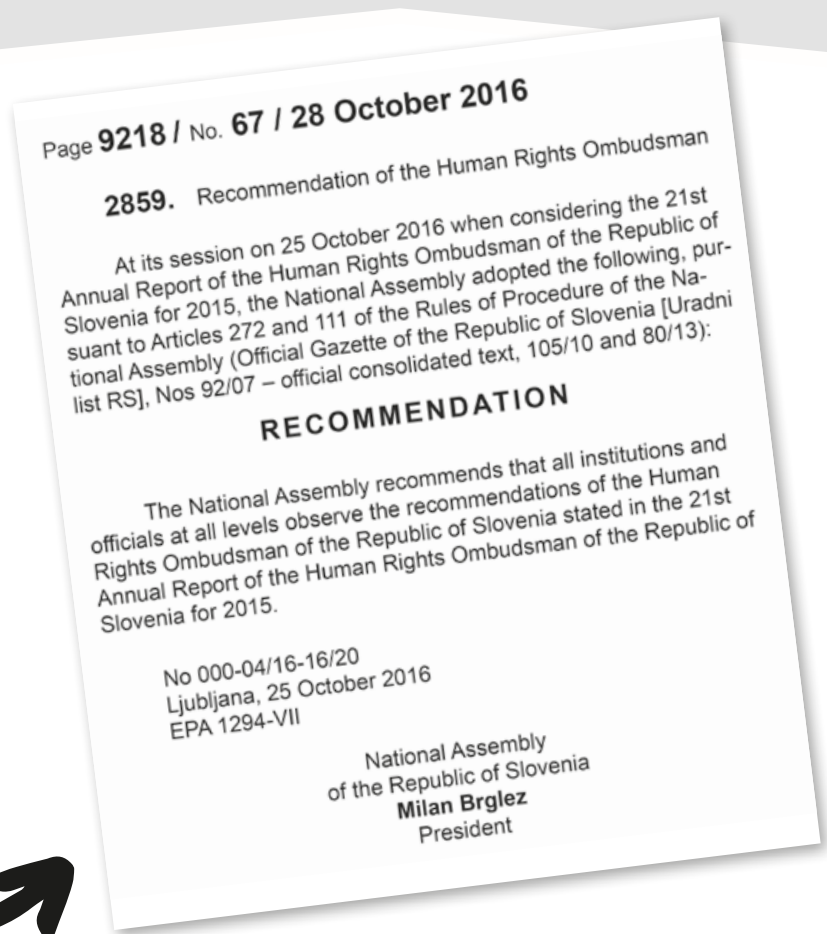 Page 9218 / No. 67 / 28 October 2016
2859. Recommendation of the Human Rights Ombudsman
At its session on 25 October 2016 when considering the 21st
Annual Report of the Human Rights Ombudsman of the Republic of
Slovenia for 2015, the National Assembly adopted the following, pur-
suant to Articles 272 and 111 of the Rules of Procedure of the Na-
tional Assembly (Official Gazette of the Republic of Slovenia [Uradni
list RS], Nos 92/07 – official consolidated text, 105/10 and 80/13):
RECOMMENDATION
The National Assembly recommends that all institutions and
officials at all levels observe the recommendations of the Human
Rights Ombudsman of the Republic of Slovenia stated in the 21st
Annual Report of the Human Rights Ombudsman of the Republic of
Slovenia for 2015.
No 000-04/16-16/20
Ljubljana, 25 October 2016
EPA 1294-VII
National Assembly
of the Republic of Slovenia
Milan Brglez
President